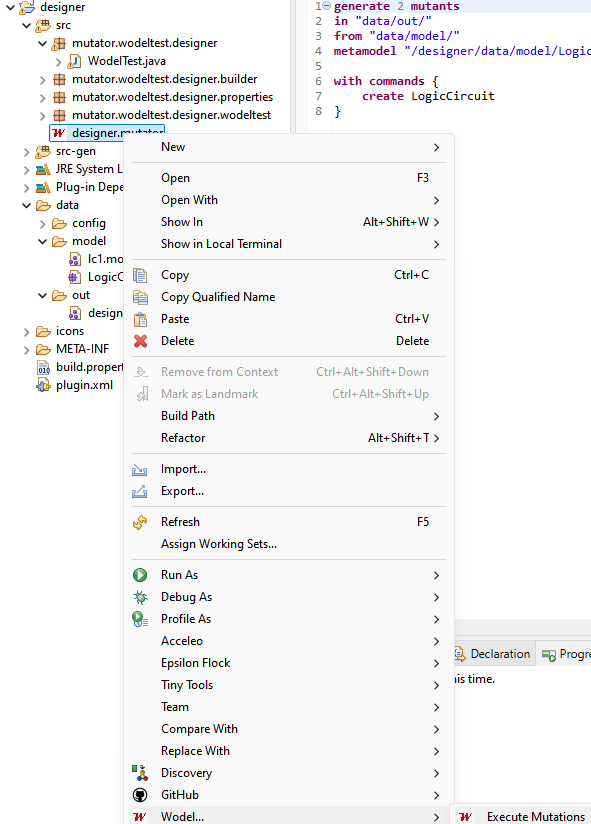 designer
src
mutator.wodeltest.designer
WodelTest.java
mutator.wodeltest.designer.builder
mutator.wodeltest.designer.properties
mutator.wodeltest.designer.wodeltest
designer.mutator
src-gen
JRE System L
Plug-in Depe
data
config
model
lc1.mo
LogicC
out
design
icons
META-INF
build.propert
plugin.xml
1 generate 2 mutants
2 in "data/out/"
3 from "data/model/"
4 metamodel "/designer/data/model/Logic
5
6 with commands {
7 create LogicCircuit
8 }
New
Open F3
Open With
Show In Alt+Shift+W
Show in Local Terminal
Copy Ctrl+C
Copy Qualified Name
Paste Ctrl+V
Delete Delete
Remove from Context Ctrl+Alt+Shift+Down
Mark as Landmark Ctrl+Alt+Shift+Up
Build Path
Refactor Alt+Shift+T
Import...
Export...
Refresh F5
Assign Working Sets...
Run As
Debug As
Profile As
Acceleo
Epsilon Flock
Tiny Tools
Team
Compare With
Replace With
Discovery
GitHub
Wodel...
Execute Mutations
Declaration
Progre
his time.